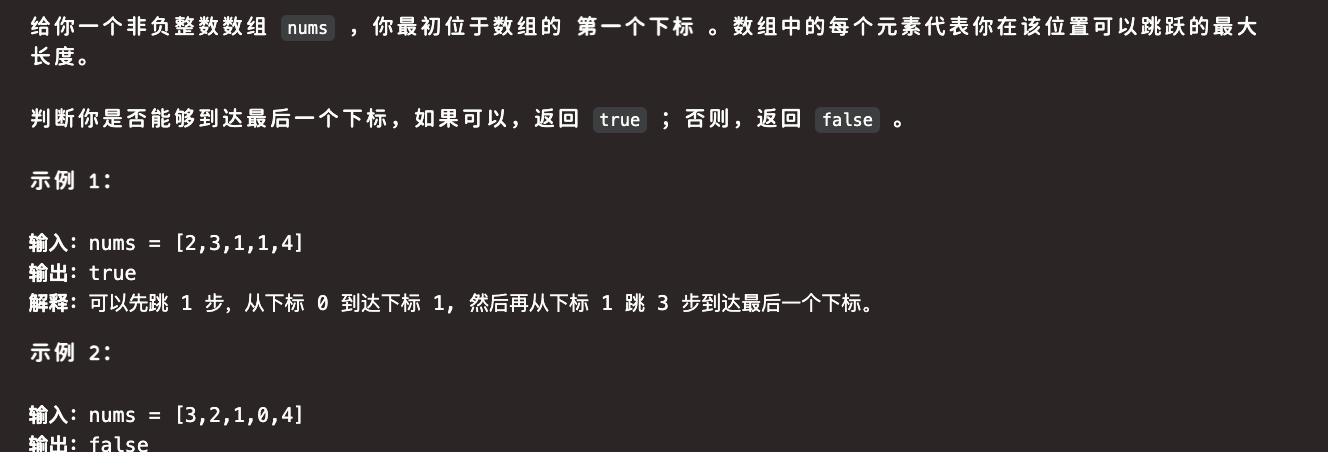 给你一个非负整数数组 nums ，你最初位于数组的 第一个下标 。数组中的每个元素代表你在该位置可以跳跃的最大
长度。
判断你是否能够到达最后一个下标，如果可以，返回 true ；否则，返回 false 。
示例 1：
输入：nums = [2,3,1,1,4]
输出：true
解释：可以先跳 1 步，从下标 0 到达下标 1, 然后再从下标 1 跳 3 步到达最后一个下标。
示例 2：
输入：nums = [3,2,1,0,4]
输出：false